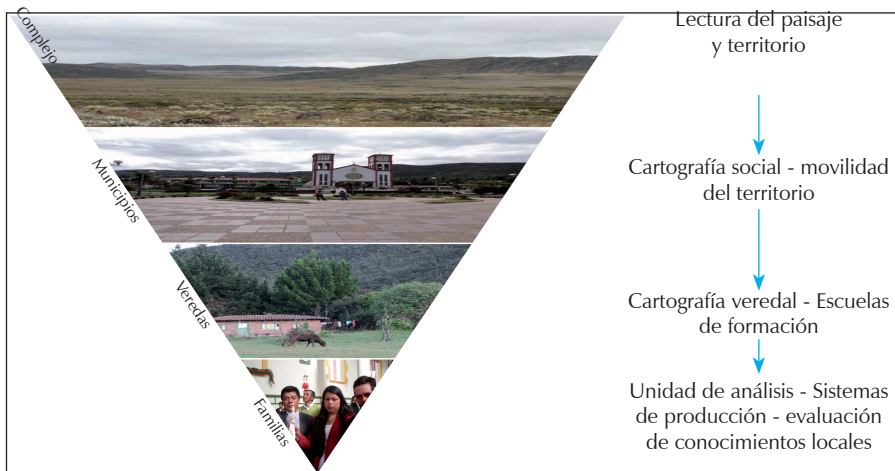 Complejo
Municipios
Veredas
Familias
Lectura del paisaje
y territorio
Cartografía social - movilidad
del territorio
Cartografía veredal - Escuelas
de formación
Unidad de análisis - Sistemas
de producción - evaluación
de conocimientos locales